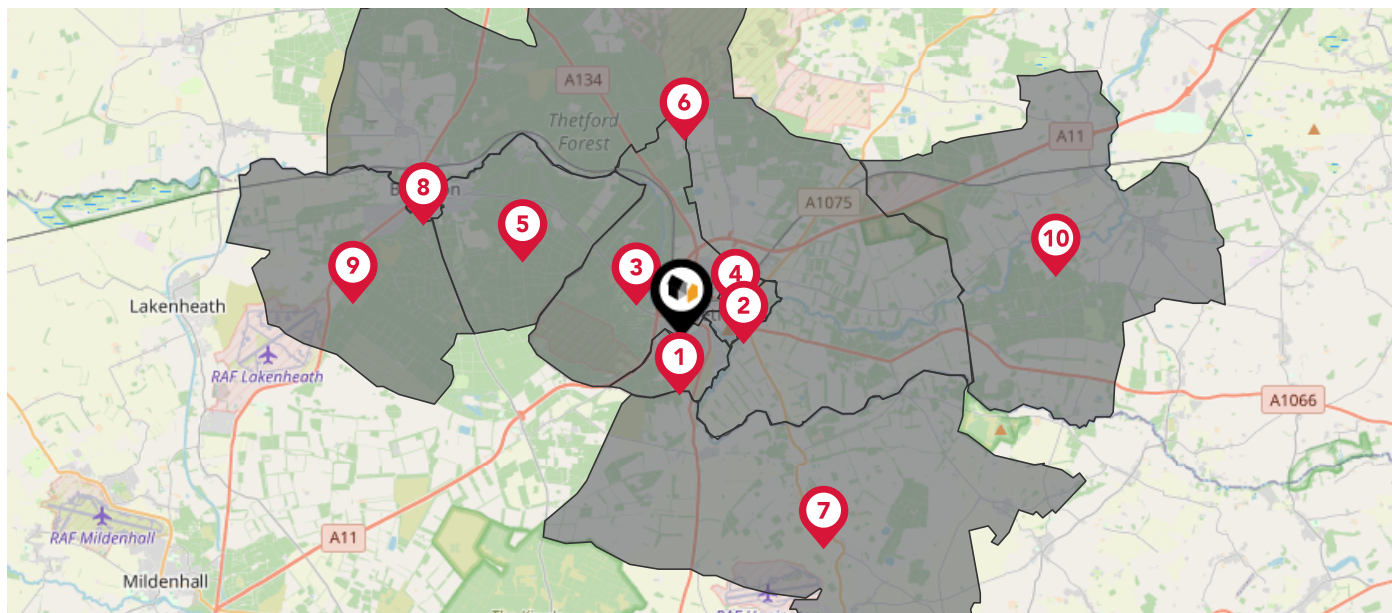 A134
6
Thetford
Forest
A11
8
A1075
5
10
9
3
4
Lakenheath
2
RAF Lakenheath
1
A1066
7
RAF Mildenhall
A11
Mildenhall